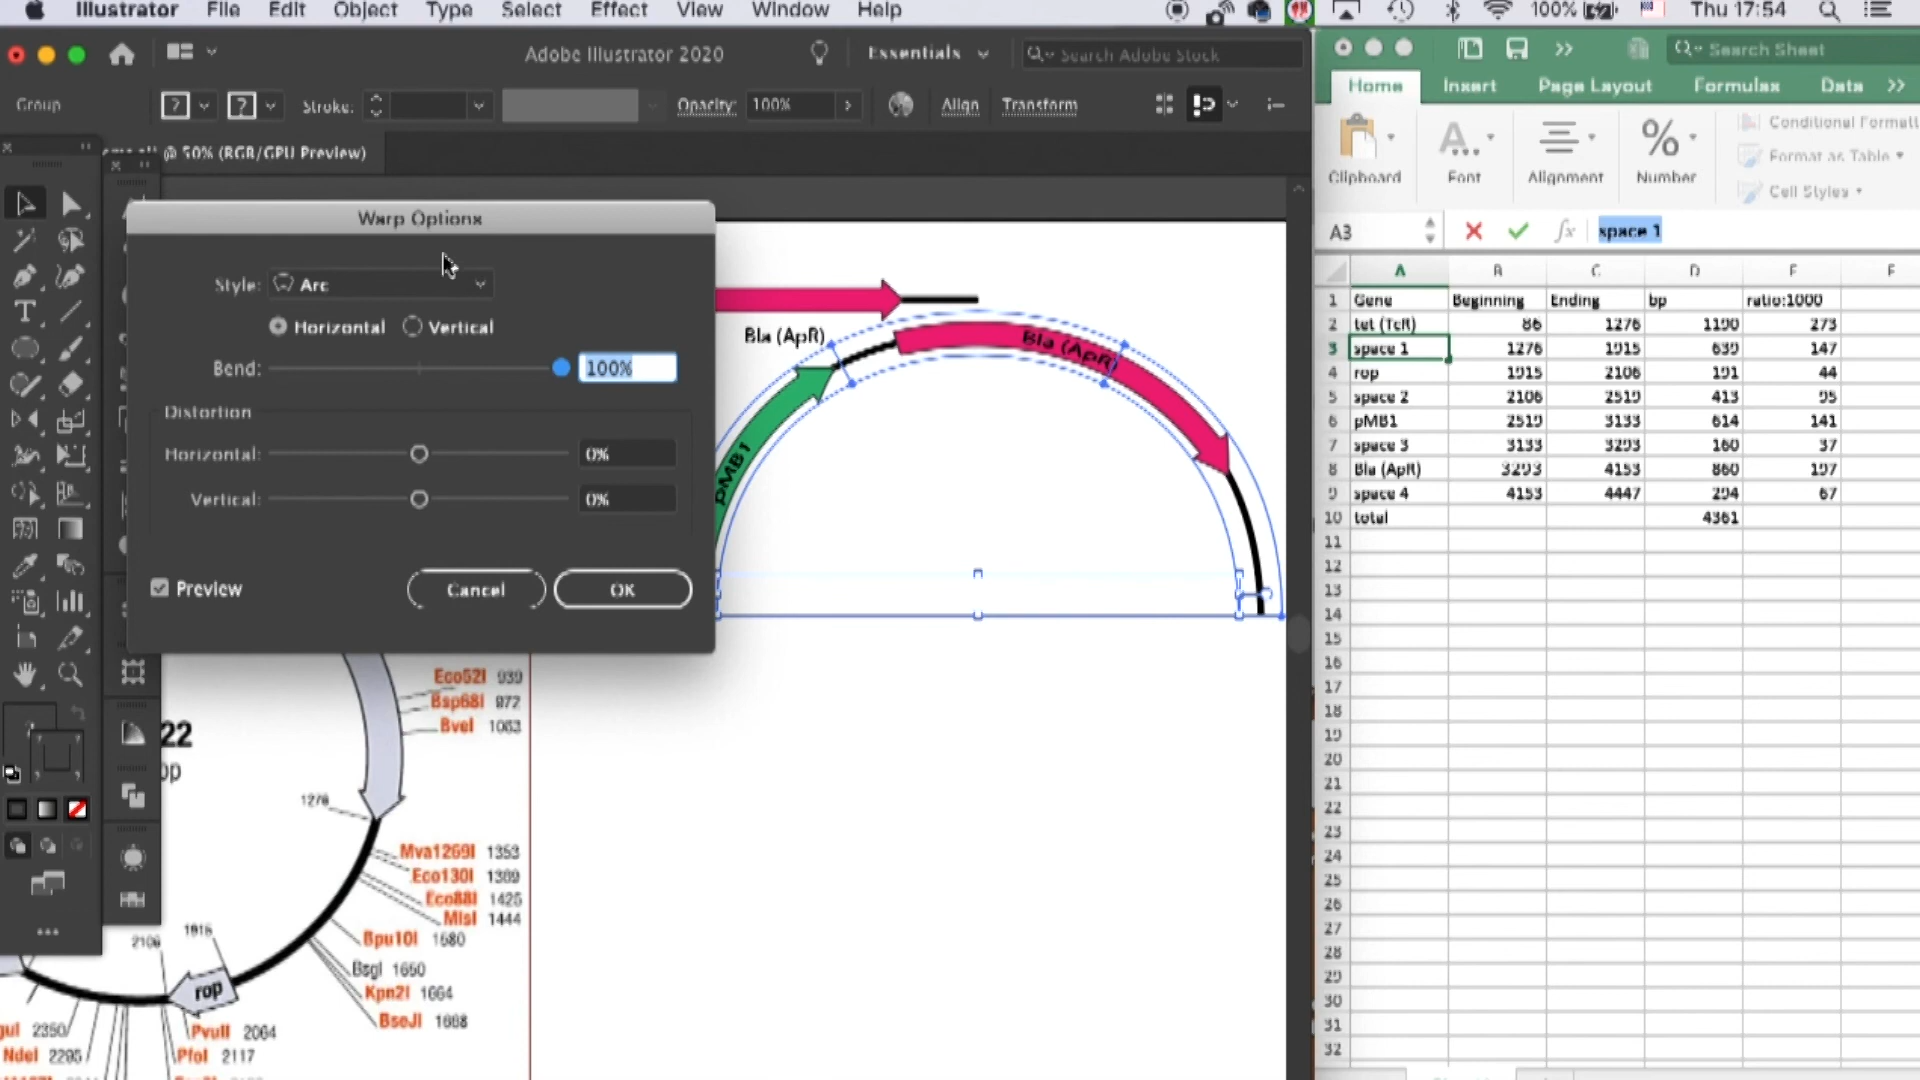 Illustrator File Edit Object Type Select Effect View Window Help
100% Thu 17:54
Adobe Illustrator 2020
Essentials
Search Adobe Stock
Group
Stroke:
Opacity: 100%
Align Transform
@ 50% (RGB/GPU Preview)
Warp Options
Style: Arc
Horizontal Vertical
Bend: 100%
Distortion
Horizontal: 0%
Vertical: 0%
Preview
Cancel OK
Bla (ApR)
Bla (ApR)
pMB1
22
Eco52I 939
Bsp68I 972
BveI 1063
1276
Mva1269I 1353
Eco130I 1369
Eco88I 1425
MlsI 1444
Bpu10I 1580
BsgI 1650
Kpn2I 1664
BseJI 1668
1915
2106
rop
PvuII 2064
PfoI 2117
2350
NdeI 2295
Search Sheet
Home Insert Page Layout Formulas Data
Clipboard Font Alignment Number
Conditional Formatt
Format as Table
Cell Styles
A3 fx space 1
A B C D E F
1 Gene Beginning Ending bp ratio:1000
2 tet (TcR) 86 1276 1190 273
3 space 1 1276 1915 639 147
4 rop 1915 2106 191 44
5 space 2 2106 2519 413 95
6 pMB1 2519 3133 614 141
7 space 3 3133 3293 160 37
8 Bla (ApR) 3293 4153 860 197
9 space 4 4153 4447 294 67
10 total 4361
11
12
13
14
15
16
17
18
19
20
21
22
23
24
25
26
27
28
29
30
31
32